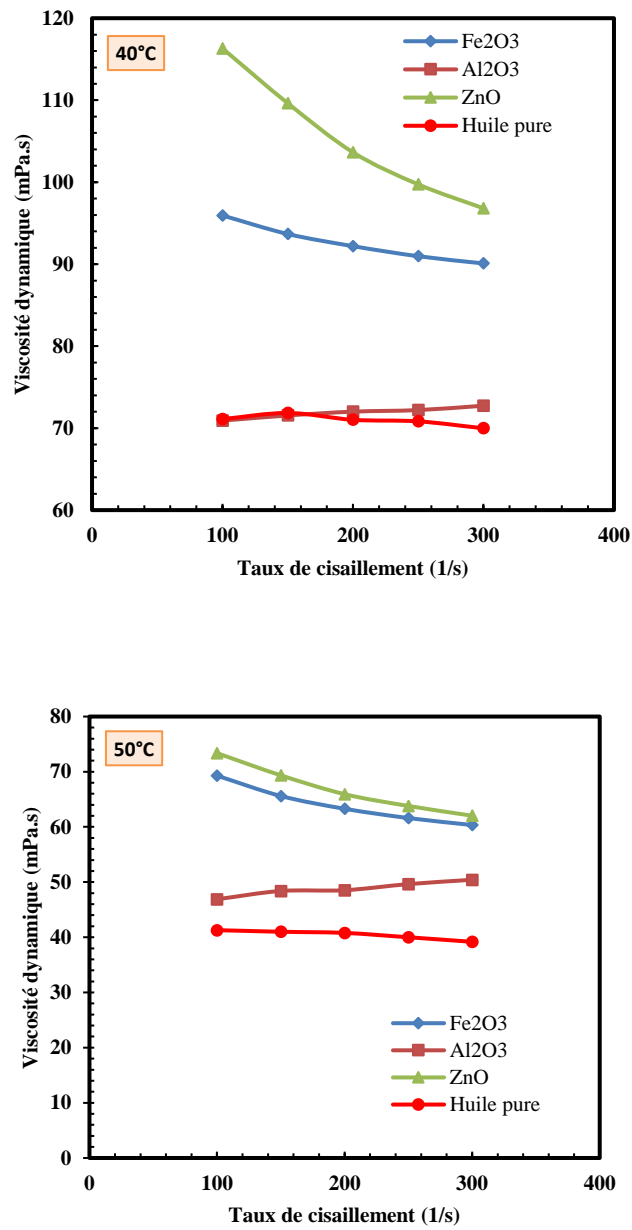 120
110
100
90
80
70
60
0
100
200
300
400
Viscosité dynamique (mPa.s)
Taux de cisaillement (1/s)
40°C
Fe2O3
Al2O3
ZnO
Huile pure
80
70
60
50
40
30
20
10
0
0
100
200
300
400
Viscosité dynamique (mPa.s)
Taux de cisaillement (1/s)
50°C
Fe2O3
Al2O3
ZnO
Huile pure